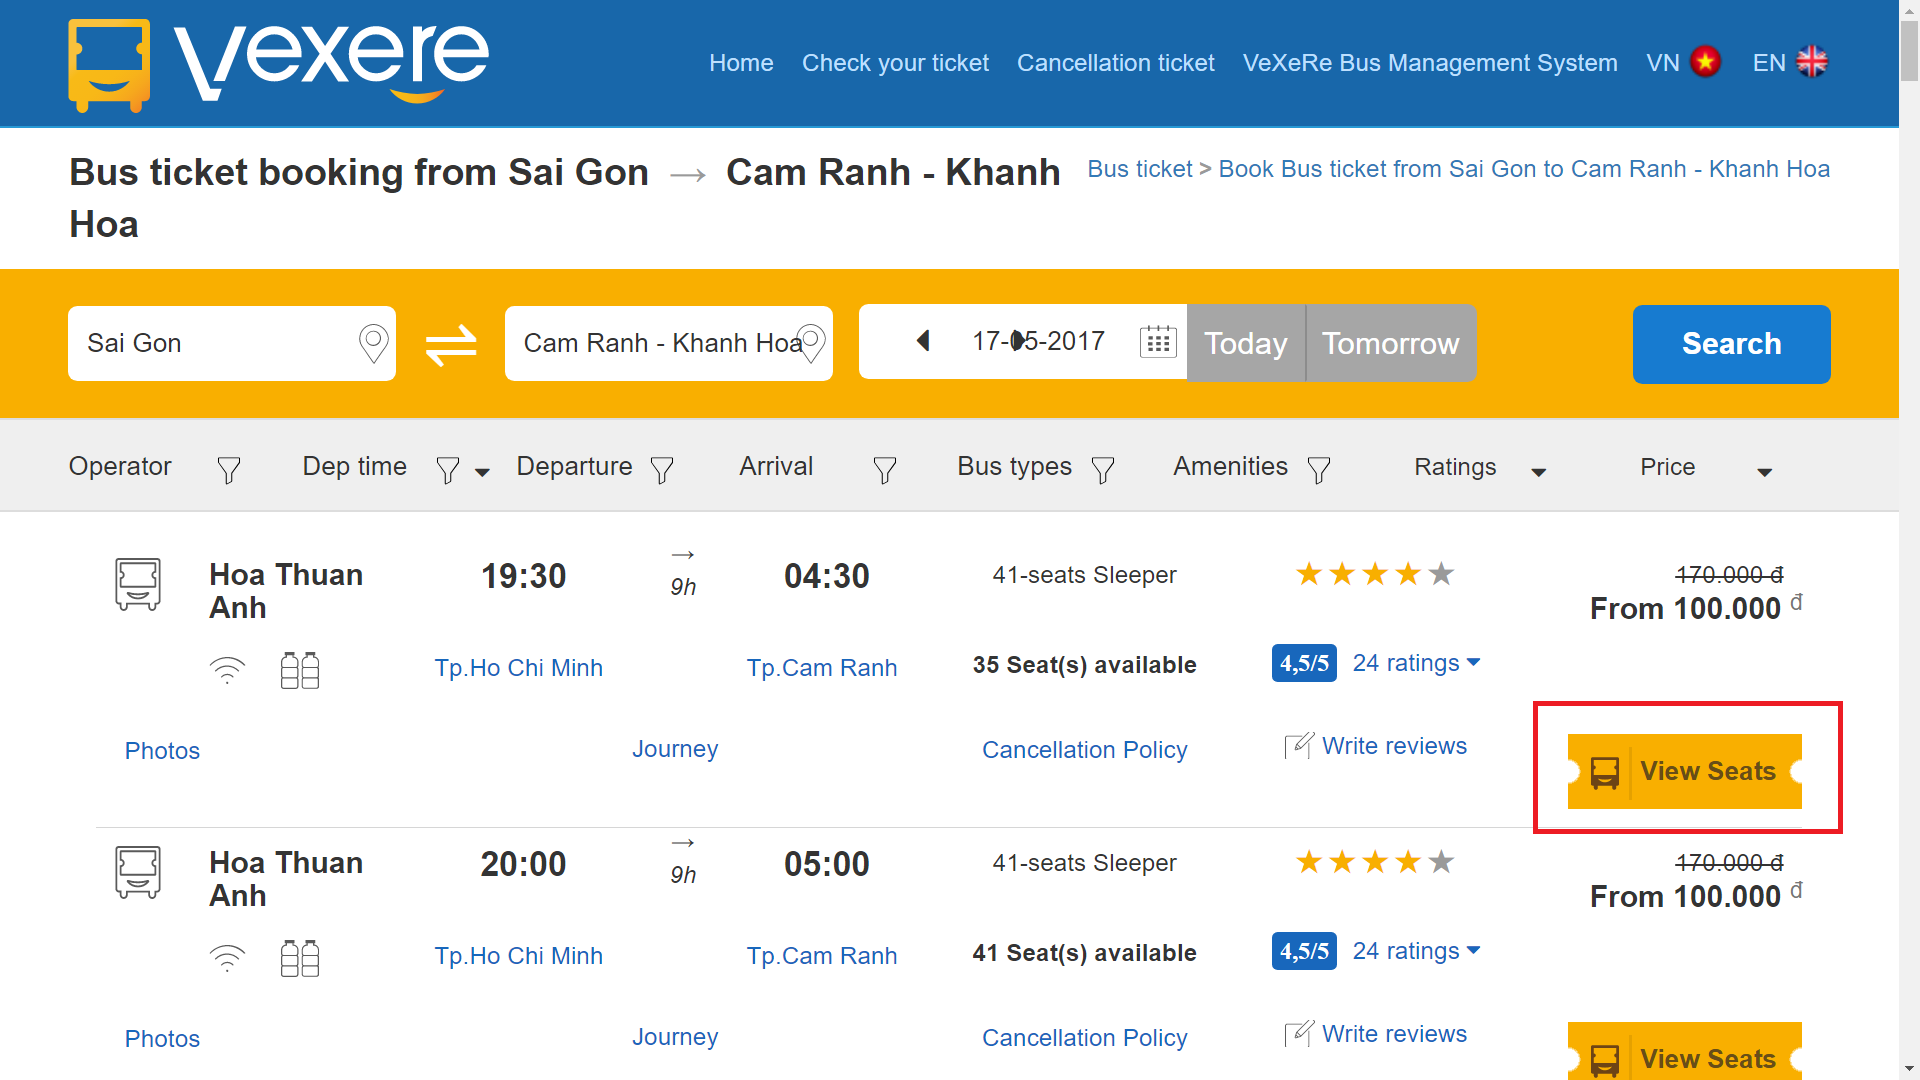 vexere
Home Check your ticket Cancellation ticket VeXeRe Bus Management System VN EN
Bus ticket booking from Sai Gon → Cam Ranh - Khanh Hoa
Bus ticket > Book Bus ticket from Sai Gon to Cam Ranh - Khanh Hoa
Sai Gon Cam Ranh - Khanh Hoa 17-05-2017 Today Tomorrow Search
Operator Dep time Departure Arrival Bus types Amenities Ratings Price
Hoa Thuan Anh 19:30 → 9h 04:30 41-seats Sleeper 170.000 đ
From 100.000 đ
Tp.Ho Chi Minh Tp.Cam Ranh 35 Seat(s) available 4,5/5 24 ratings
Photos Journey Cancellation Policy Write reviews View Seats
Hoa Thuan Anh 20:00 → 9h 05:00 41-seats Sleeper 170.000 đ
From 100.000 đ
Tp.Ho Chi Minh Tp.Cam Ranh 41 Seat(s) available 4,5/5 24 ratings
Photos Journey Cancellation Policy Write reviews View Seats